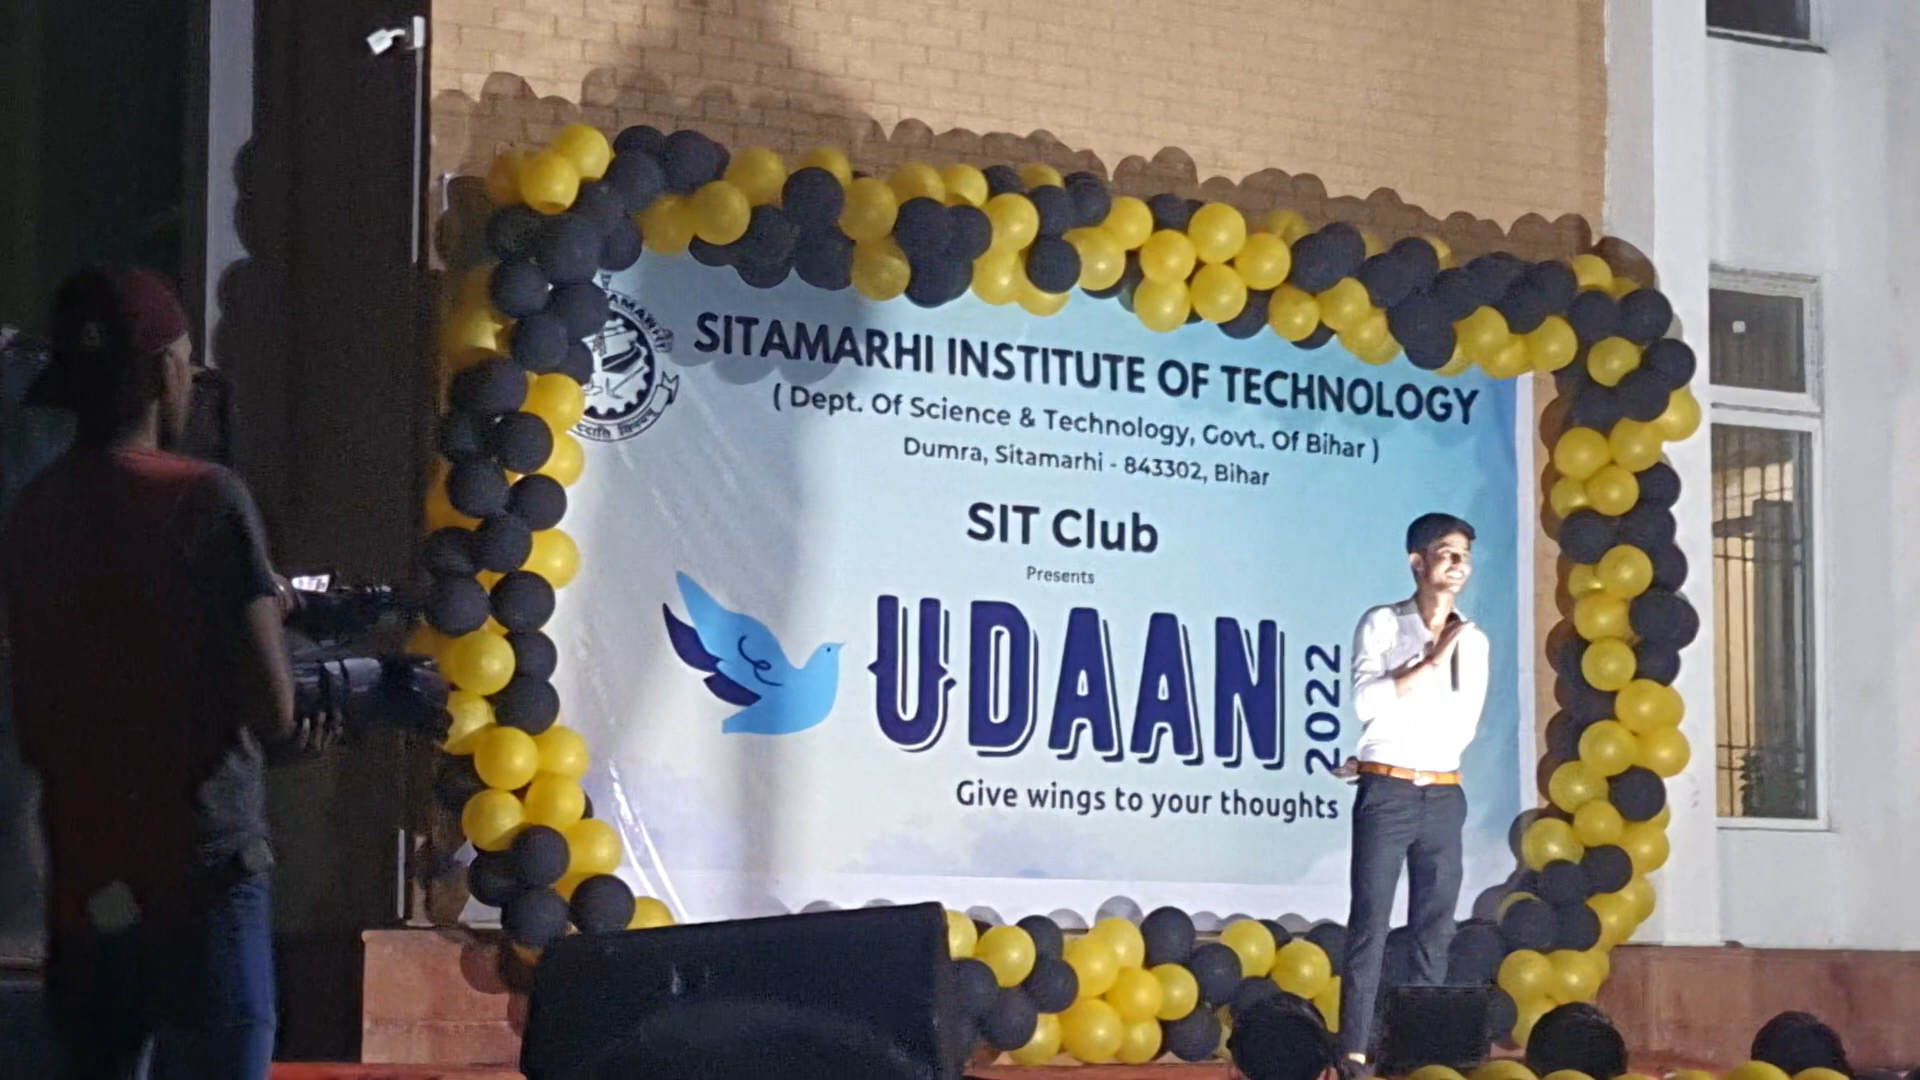 SITAMARHI INSTITUTE OF TECHNOLOGY
( Dept. Of Science & Technology, Govt. Of Bihar )
Dumra, Sitamarhi - 843302, Bihar
SIT Club
Presents
UDAAN
2022
Give wings to your thoughts